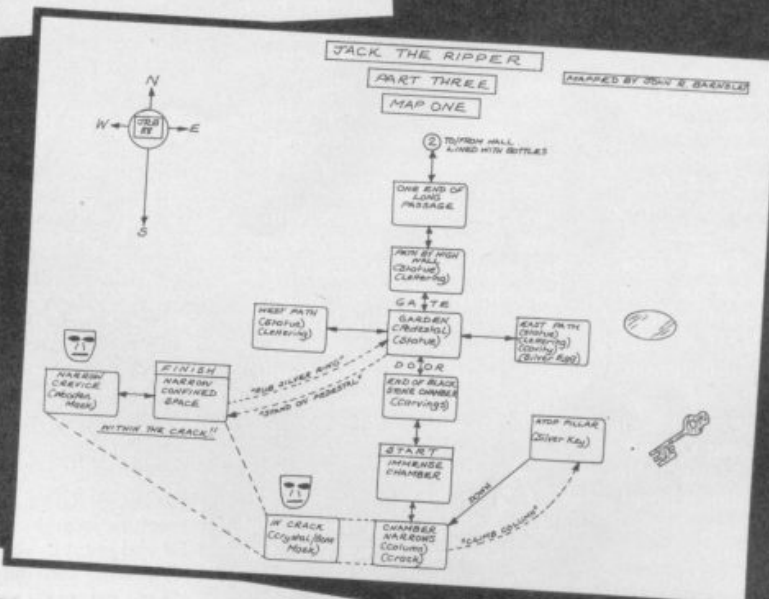 JACK THE RIPPER
PART THREE
MAP ONE
MAPPED BY JOHN R. BARNSLEY
N
W
E
S
JRB
88
2
TO/FROM HALL
LINED WITH BOTTLES
ONE END OF
LONG
PASSAGE
PATH BY HIGH
WALL
(Statue)
(Lettering)
GATE
WEST PATH
(Statue)
(Lettering)
GARDEN
(Pedestal)
(Statue)
EAST PATH
(Statue)
(Lettering)
(Cavity)
(Silver Egg)
DOOR
NARROW
CREVICE
(Wooden
Mask)
FINISH
NARROW
CONFINED
SPACE
"RUB SILVER RING"
"STAND ON PEDESTAL"
END OF BLACK
STONE CHAMBER
(Carvings)
WITHIN THE CRACK!!
START
IMMENSE
CHAMBER
ATOP PILLAR
(Silver Key)
DOWN
"CLIMB COLUMN"
IN CRACK
(Crystal/Bone
Mask)
CHAMBER
NARROWS
(Column)
(Crack)